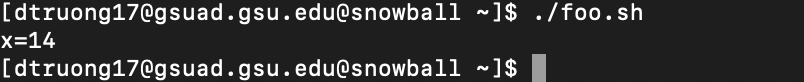 [dtruong17@gsuad.gsu.edu@snowball ~]$ ./foo.sh
x=14
[dtruong17@gsuad.gsu.edu@snowball ~]$